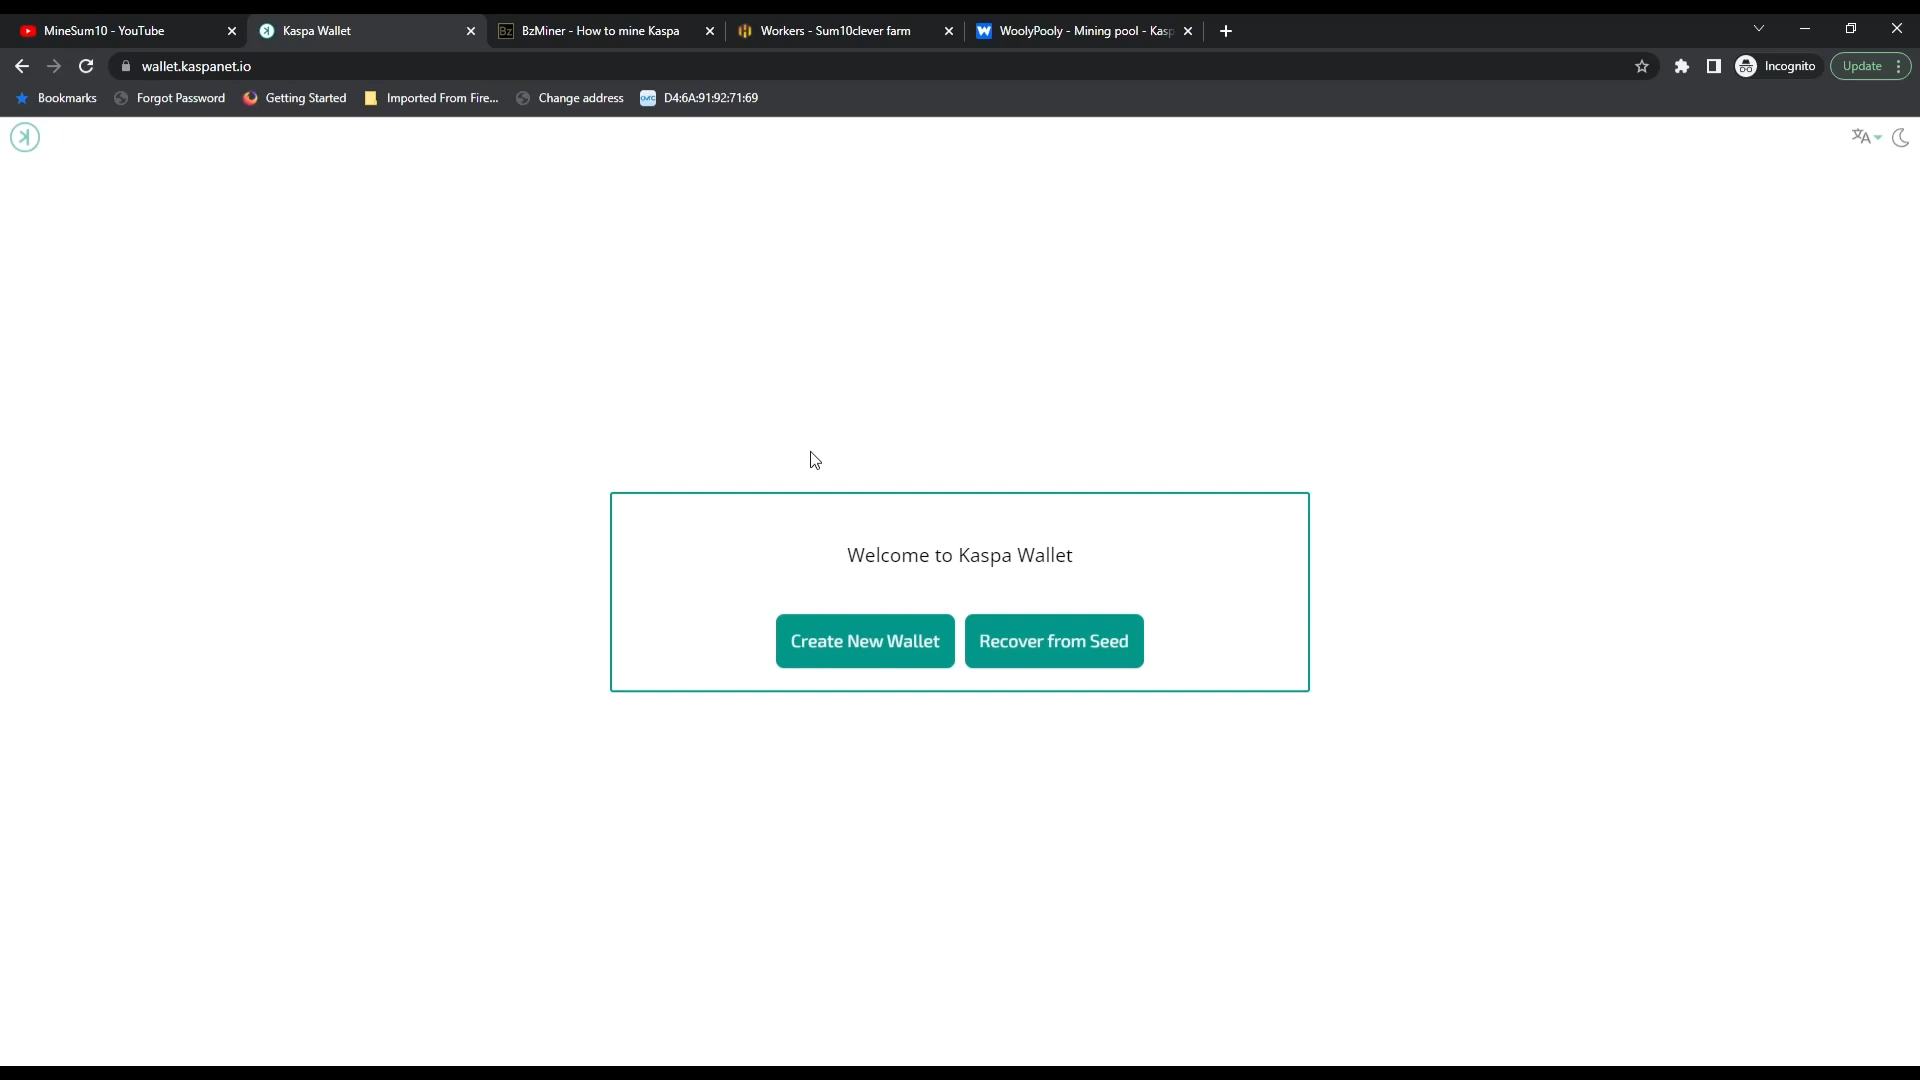 MineSum10 - YouTube
Kaspa Wallet
BzMiner - How to mine Kaspa
Workers - Sum10clever farm
WoolyPooly - Mining pool - Kasp
wallet.kaspanet.io
Incognito
Update
Bookmarks
Forgot Password
Getting Started
Imported From Fire...
Change address
D4:6A:91:92:71:69
Welcome to Kaspa Wallet
Create New Wallet
Recover from Seed